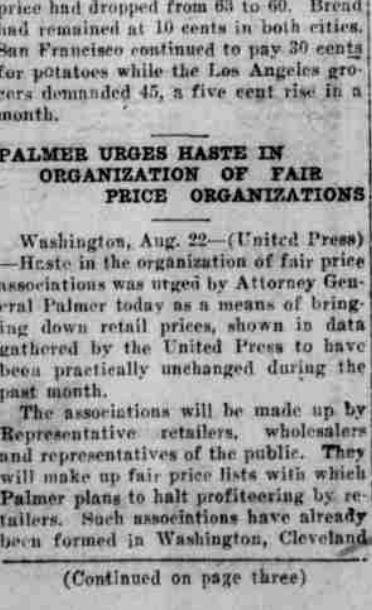 price had dropped from 63 to 60. Bread
had remained at 10 cents in both cities.
San Francisco continued to pay 30 cents
for potatoes while the Los Angeles gro-
cers demanded 45, a five cent rise in a
month.
PALMER URGES HASTE IN
ORGANIZATION OF FAIR
PRICE ORGANIZATIONS
Washington, Aug. 22—(United Press)
—Haste in the organization of fair price
associations was urged by Attorney Gen-
eral Palmer today as a means of bring-
ing down retail prices, shown in data
gathered by the United Press to have
been practically unchanged during the
past month.
The associations will be made up by
Representative retailers, wholesalers
and representatives of the public. They
will make up fair price lists with which
Palmer plans to halt profiteering by re-
tailers. Such associations have already
been formed in Washington, Cleveland
(Continued on page three)